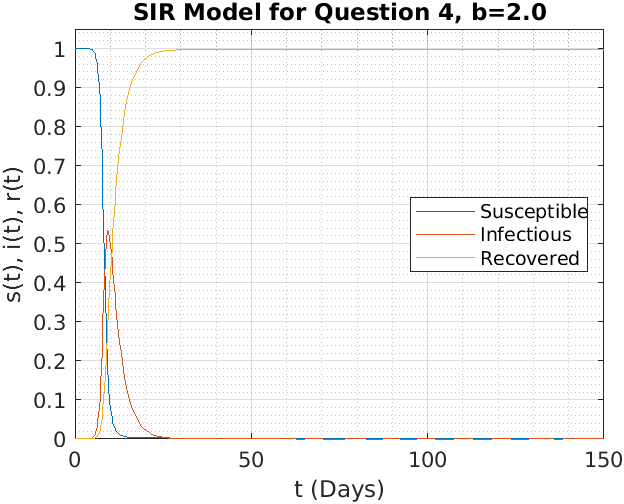 SIR Model for Question 4, b=2.0
s(t), i(t), r(t)
1
0.9
0.8
0.7
0.6
0.5
0.4
0.3
0.2
0.1
0
Susceptible
Infectious
Recovered
0
50
100
150
t (Days)